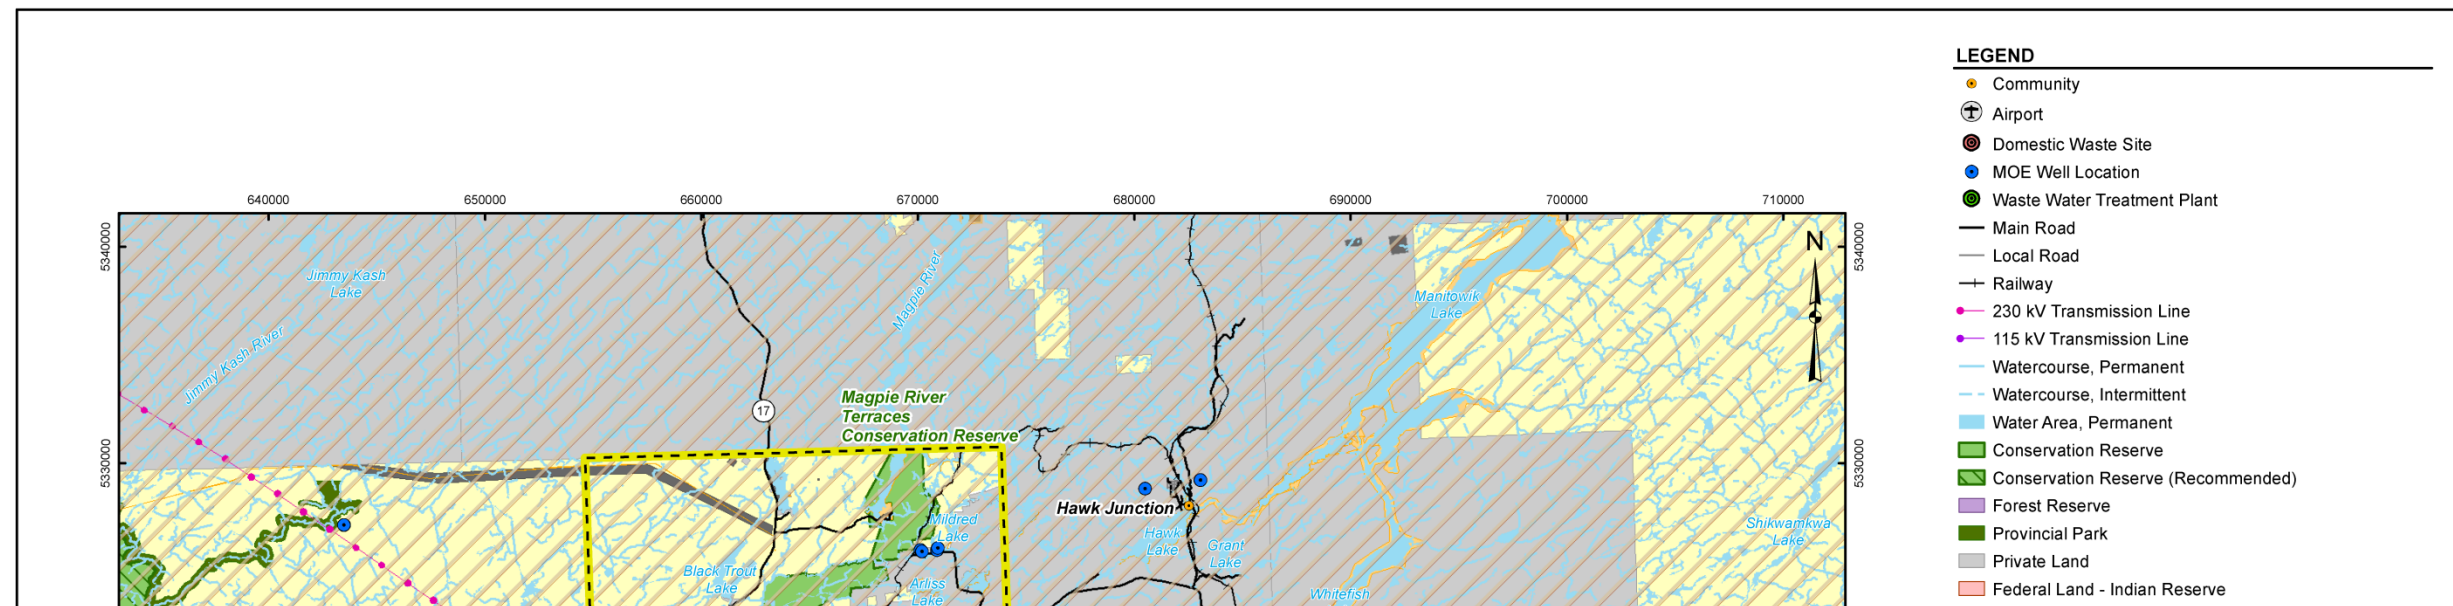 LEGEND
Community
Airport
Domestic Waste Site
MOE Well Location
Waste Water Treatment Plant
Main Road
Local Road
Railway
230 kV Transmission Line
115 kV Transmission Line
Watercourse, Permanent
Watercourse, Intermittent
Water Area, Permanent
Conservation Reserve
Conservation Reserve (Recommended)
Forest Reserve
Provincial Park
Private Land
Federal Land - Indian Reserve
640000
650000
660000
670000
680000
690000
700000
710000
5340000
5340000
N
Jimmy Kash
Lake
Magpie River
Manitowik
Lake
Jimmy Kash River
17
Magpie River
Terraces
Conservation Reserve
5330000
5330000
Hawk Junction
Mildred
Lake
Hawk
Lake
Grant
Lake
Shikwamkwa
Lake
Black Trout
Lake
Arliss
Lake
Whitefish